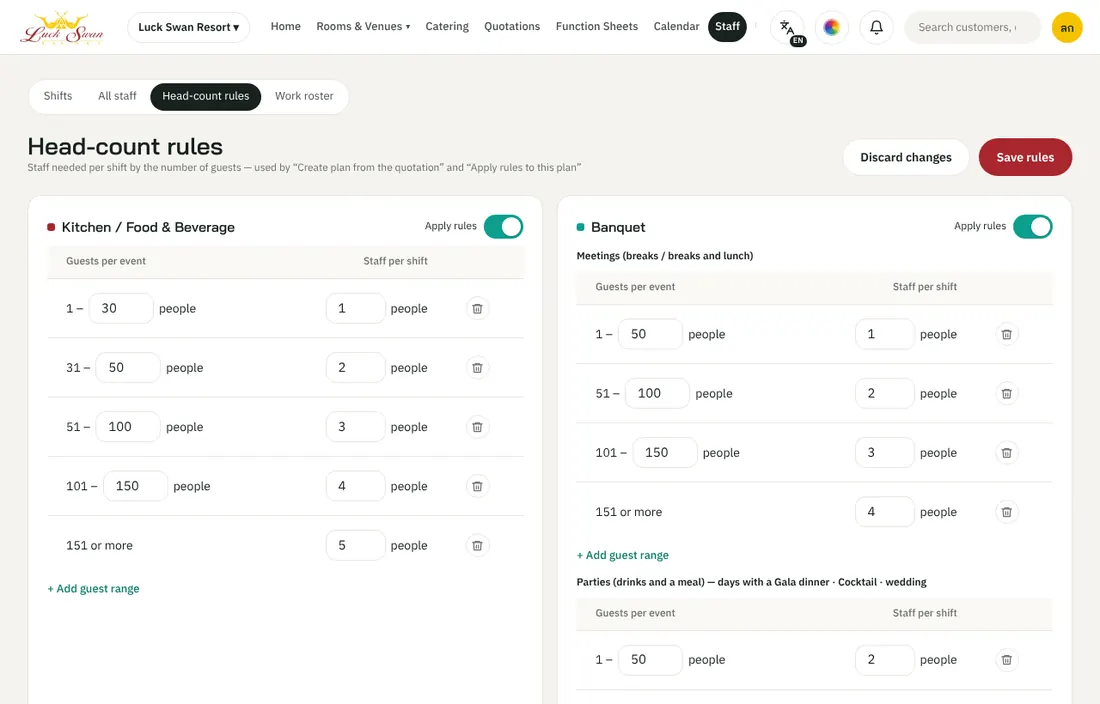 Luck Swan
Luck Swan Resort ▾
Home
Rooms & Venues ▾
Catering
Quotations
Function Sheets
Calendar
Staff
EN
Search customers, 
an
Shifts
All staff
Head-count rules
Work roster
Head-count rules
Staff needed per shift by the number of guests — used by “Create plan from the quotation” and “Apply rules to this plan”
Discard changes
Save rules
Kitchen / Food & Beverage
Apply rules
Guests per event
Staff per shift
1 – 30 people
1 people
31 – 50 people
2 people
51 – 100 people
3 people
101 – 150 people
4 people
151 or more
5 people
+ Add guest range
Banquet
Apply rules
Meetings (breaks / breaks and lunch)
Guests per event
Staff per shift
1 – 50 people
1 people
51 – 100 people
2 people
101 – 150 people
3 people
151 or more
4 people
+ Add guest range
Parties (drinks and a meal) — days with a Gala dinner · Cocktail · wedding
Guests per event
Staff per shift
1 – 50 people
2 people